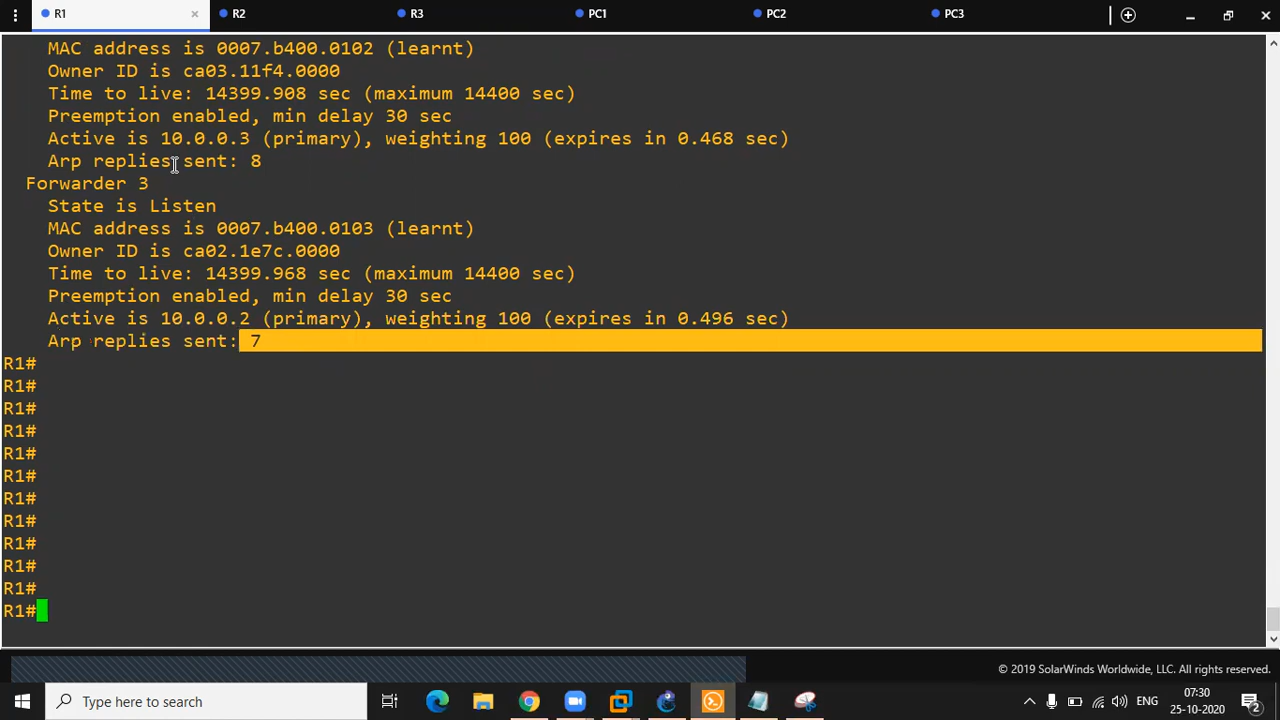 R1
R2
R3
PC1
PC2
PC3
MAC address is 0007.b400.0102 (learnt)
Owner ID is ca03.11f4.0000
Time to live: 14399.908 sec (maximum 14400 sec)
Preemption enabled, min delay 30 sec
Active is 10.0.0.3 (primary), weighting 100 (expires in 0.468 sec)
Arp replies sent: 8
Forwarder 3
State is Listen
MAC address is 0007.b400.0103 (learnt)
Owner ID is ca02.1e7c.0000
Time to live: 14399.968 sec (maximum 14400 sec)
Preemption enabled, min delay 30 sec
Active is 10.0.0.2 (primary), weighting 100 (expires in 0.496 sec)
Arp replies sent: 7
R1#
R1#
R1#
R1#
R1#
R1#
R1#
R1#
R1#
R1#
R1#
R1#
© 2019 SolarWinds Worldwide, LLC. All rights reserved.
Type here to search
ENG
07:30
25-10-2020
2